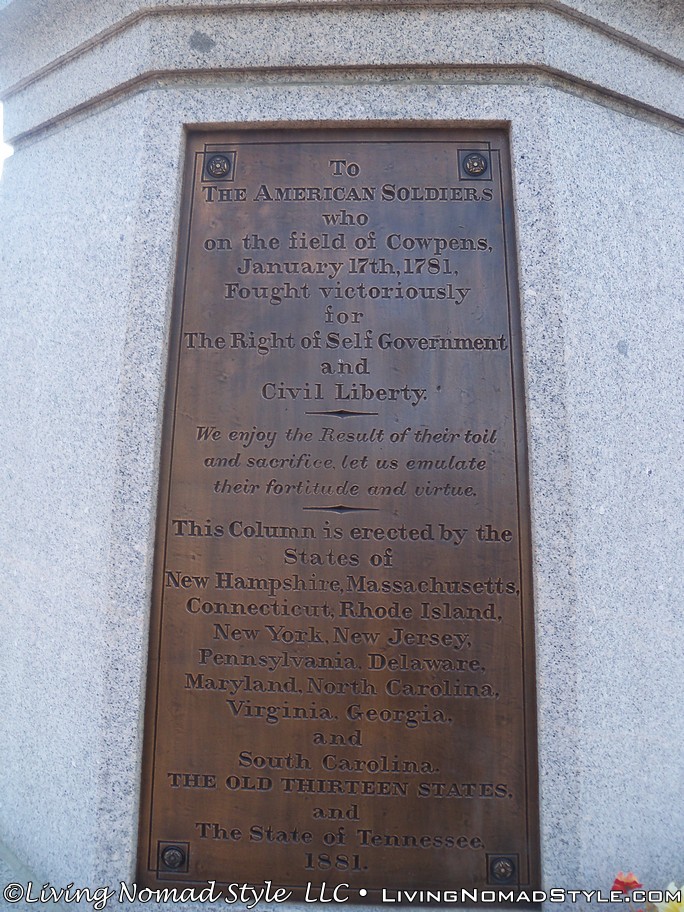 To
The American Soldiers
who
on the field of Cowpens,
January 17th, 1781,
Fought victoriously
for
The Right of Self Government
and
Civil Liberty.
We enjoy the Result of their toil
and sacrifice, let us emulate
their fortitude and virtue.
This Column is erected by the
States of
New Hampshire, Massachusetts,
Connecticut, Rhode Island,
New York, New Jersey,
Pennsylvania, Delaware,
Maryland, North Carolina,
Virginia, Georgia,
and
South Carolina.
THE OLD THIRTEEN STATES.
and
The State of Tennessee,
1881.
©Living Nomad Style LLC • LivingNomadStyle.com